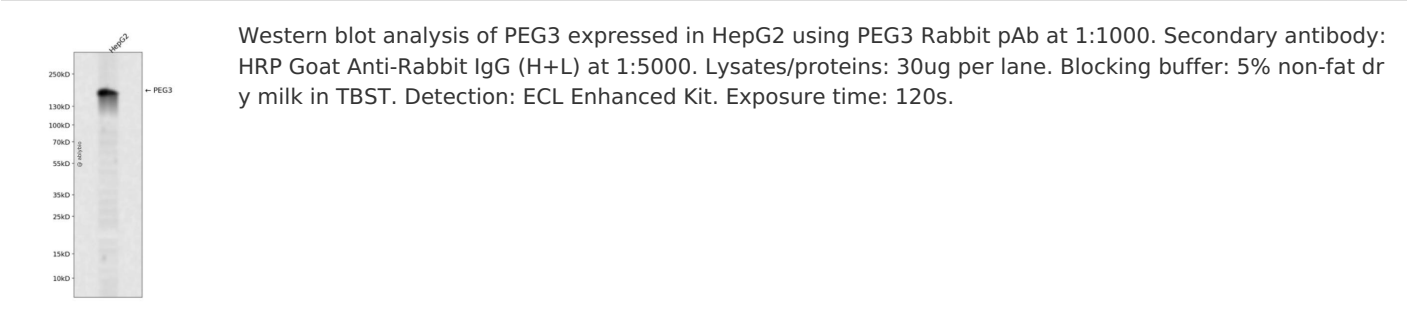 HepG2
250kD
← PEG3
130kD
100kD
70kD
55kD
35kD
25kD
15kD
10kD
Western blot analysis of PEG3 expressed in HepG2 using PEG3 Rabbit pAb at 1:1000. Secondary antibody:
HRP Goat Anti-Rabbit IgG (H+L) at 1:5000. Lysates/proteins: 30ug per lane. Blocking buffer: 5% non-fat dr
y milk in TBST. Detection: ECL Enhanced Kit. Exposure time: 120s.